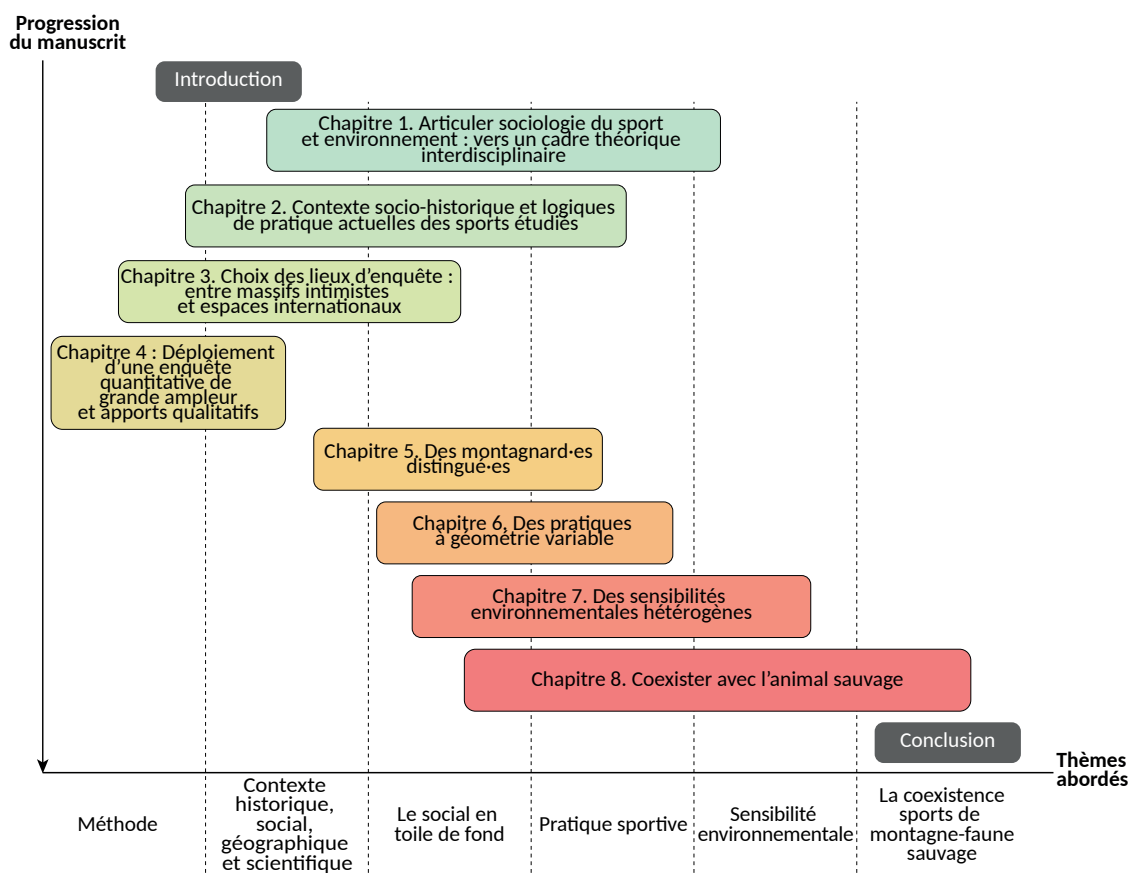 Progression
du manuscrit
Introduction
Chapitre 1. Articuler sociologie du sport
et environnement : vers un cadre théorique
interdisciplinaire
Chapitre 2. Contexte socio-historique et logiques
de pratique actuelles des sports étudiés
Chapitre 3. Choix des lieux d’enquête :
entre massifs intimistes
et espaces internationaux
Chapitre 4 : Déploiement
d’une enquête
quantitative de
grande ampleur
et apports qualitatifs
Chapitre 5. Des montagnard·es
distingué·es
Chapitre 6. Des pratiques
à géométrie variable
Chapitre 7. Des sensibilités
environnementales hétérogènes
Chapitre 8. Coexister avec l’animal sauvage
Conclusion
Thèmes
abordés
Méthode
Contexte
historique,
social,
géographique
et scientifique
Le social en
toile de fond
Pratique sportive
Sensibilité
environnementale
La coexistence
sports de
montagne-faune
sauvage